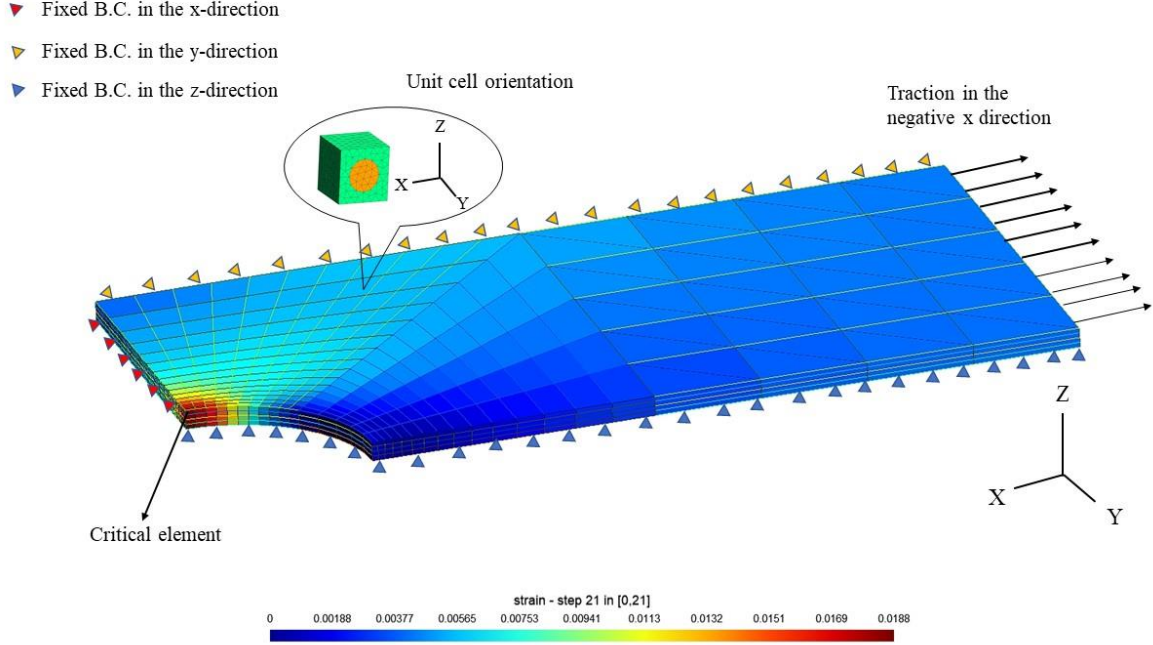 Fixed B.C. in the x-direction
Fixed B.C. in the y-direction
Fixed B.C. in the z-direction
Unit cell orientation
Z
X
Y
Traction in the
negative x direction
Z
X
Y
Critical element
strain - step 21 in [0,21]
0 0.00188 0.00377 0.00565 0.00753 0.00941 0.0113 0.0132 0.0151 0.0169 0.0188